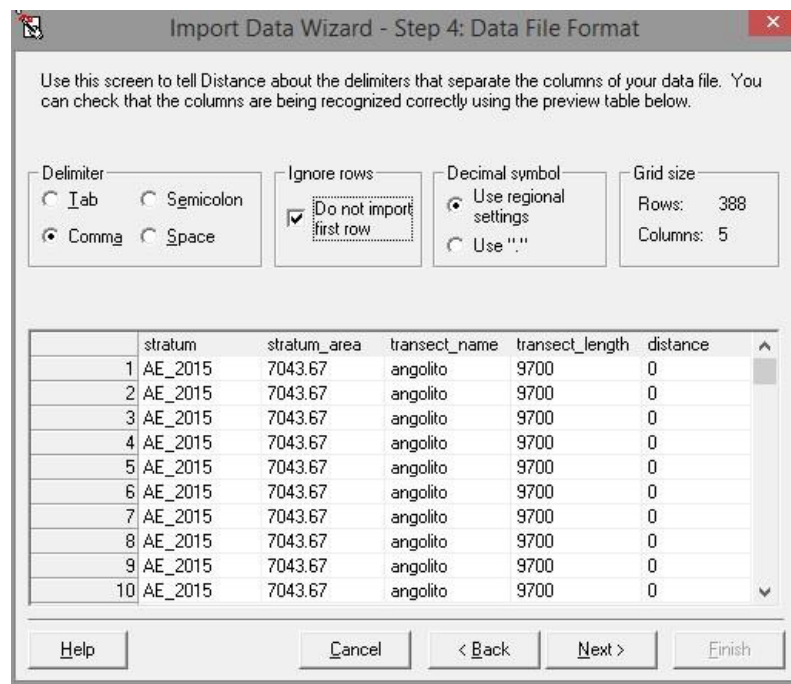 Import Data Wizard - Step 4: Data File Format
Use this screen to tell Distance about the delimiters that separate the columns of your data file. You
can check that the columns are being recognized correctly using the preview table below.
Delimiter
Tab
Semicolon
Comma
Space
Ignore rows
Do not import
first row
Decimal symbol
Use regional
settings
Use "."
Grid size
Rows: 388
Columns: 5
stratum stratum_area transect_name transect_length distance
1 AE_2015 7043.67 angolito 9700 0
2 AE_2015 7043.67 angolito 9700 0
3 AE_2015 7043.67 angolito 9700 0
4 AE_2015 7043.67 angolito 9700 0
5 AE_2015 7043.67 angolito 9700 0
6 AE_2015 7043.67 angolito 9700 0
7 AE_2015 7043.67 angolito 9700 0
8 AE_2015 7043.67 angolito 9700 0
9 AE_2015 7043.67 angolito 9700 0
10 AE_2015 7043.67 angolito 9700 0
Help
Cancel
< Back
Next >
Finish